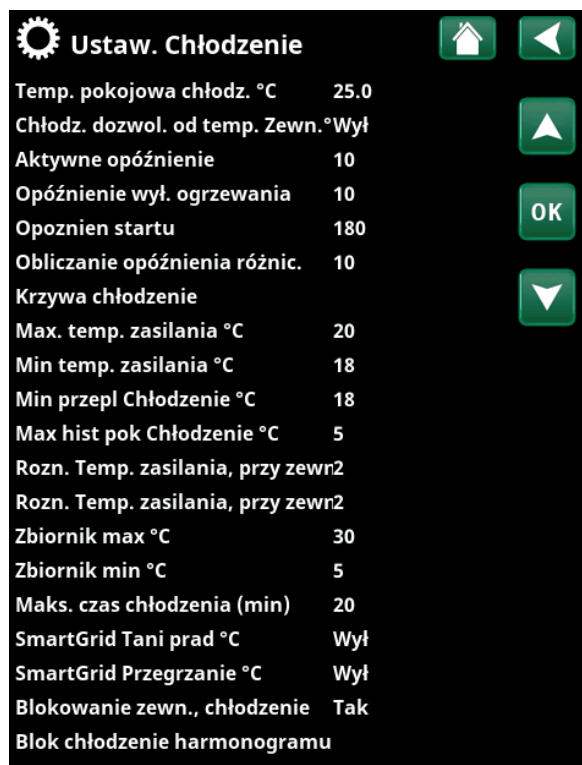 Ustaw. Chłodzenie
Temp. pokojowa chłodz. °C 25.0
Chłodz. dozwol. od temp. Zewn.° Wył
Aktywne opóźnienie 10
Opóźnienie wył. ogrzewania 10
OK
Opoznien startu 180
Obliczanie opóźnienia różnic. 10
Krzywa chłodzenie
Max. temp. zasilania °C 20
Min temp. zasilania °C 18
Min przepl Chłodzenie °C 18
Max hist pok Chłodzenie °C 5
Rozn. Temp. zasilania, przy zewn 2
Rozn. Temp. zasilania, przy zewn 2
Zbiornik max °C 30
Zbiornik min °C 5
Maks. czas chłodzenia (min) 20
SmartGrid Tani prad °C Wył
SmartGrid Przegrzanie °C Wył
Blokowanie zewn., chłodzenie Tak
Blok chłodzenie harmonogramu